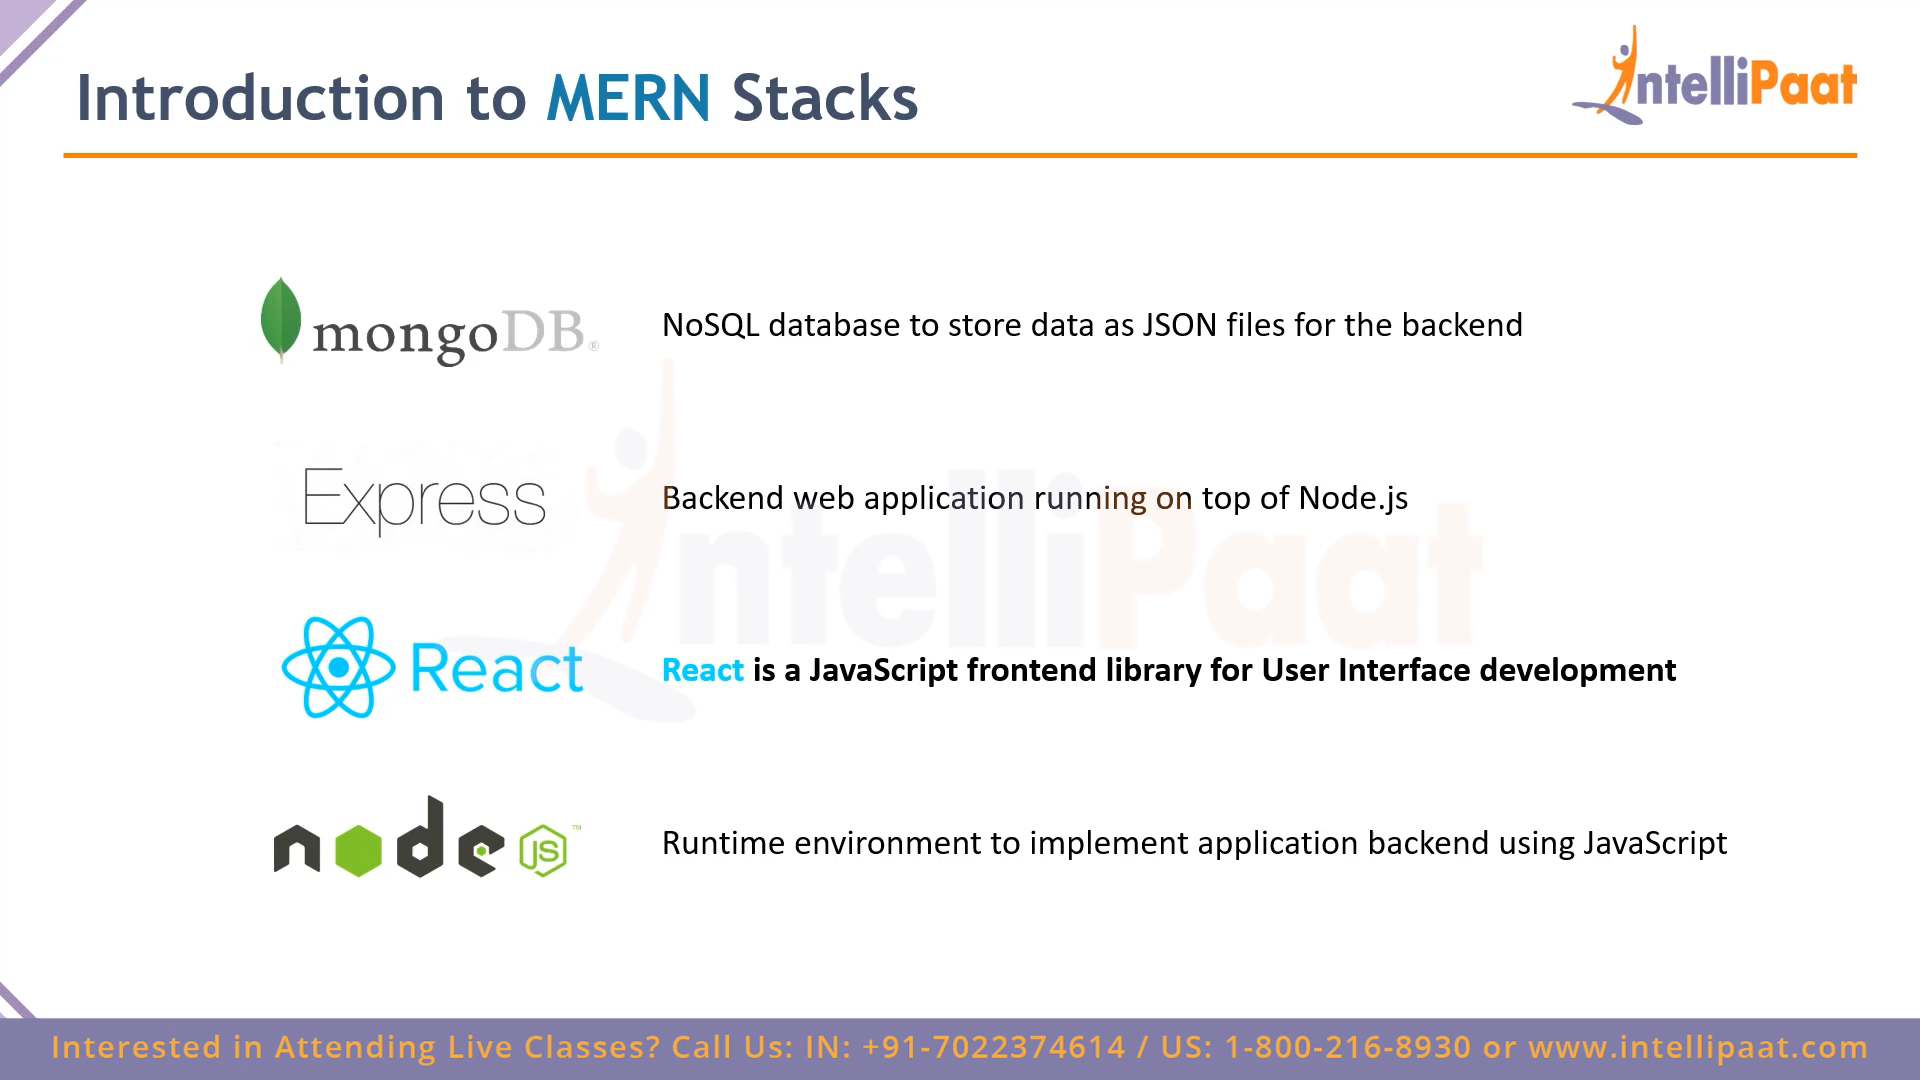 Introduction to MERN Stacks
IntelliPaat
mongoDB®
NoSQL database to store data as JSON files for the backend
Express
Backend web application running on top of Node.js
IntelliPaat
React
React is a JavaScript frontend library for User Interface development
node JS™
Runtime environment to implement application backend using JavaScript
Interested in Attending Live Classes? Call Us: IN: +91-7022374614 / US: 1-800-216-8930 or www.intellipaat.com